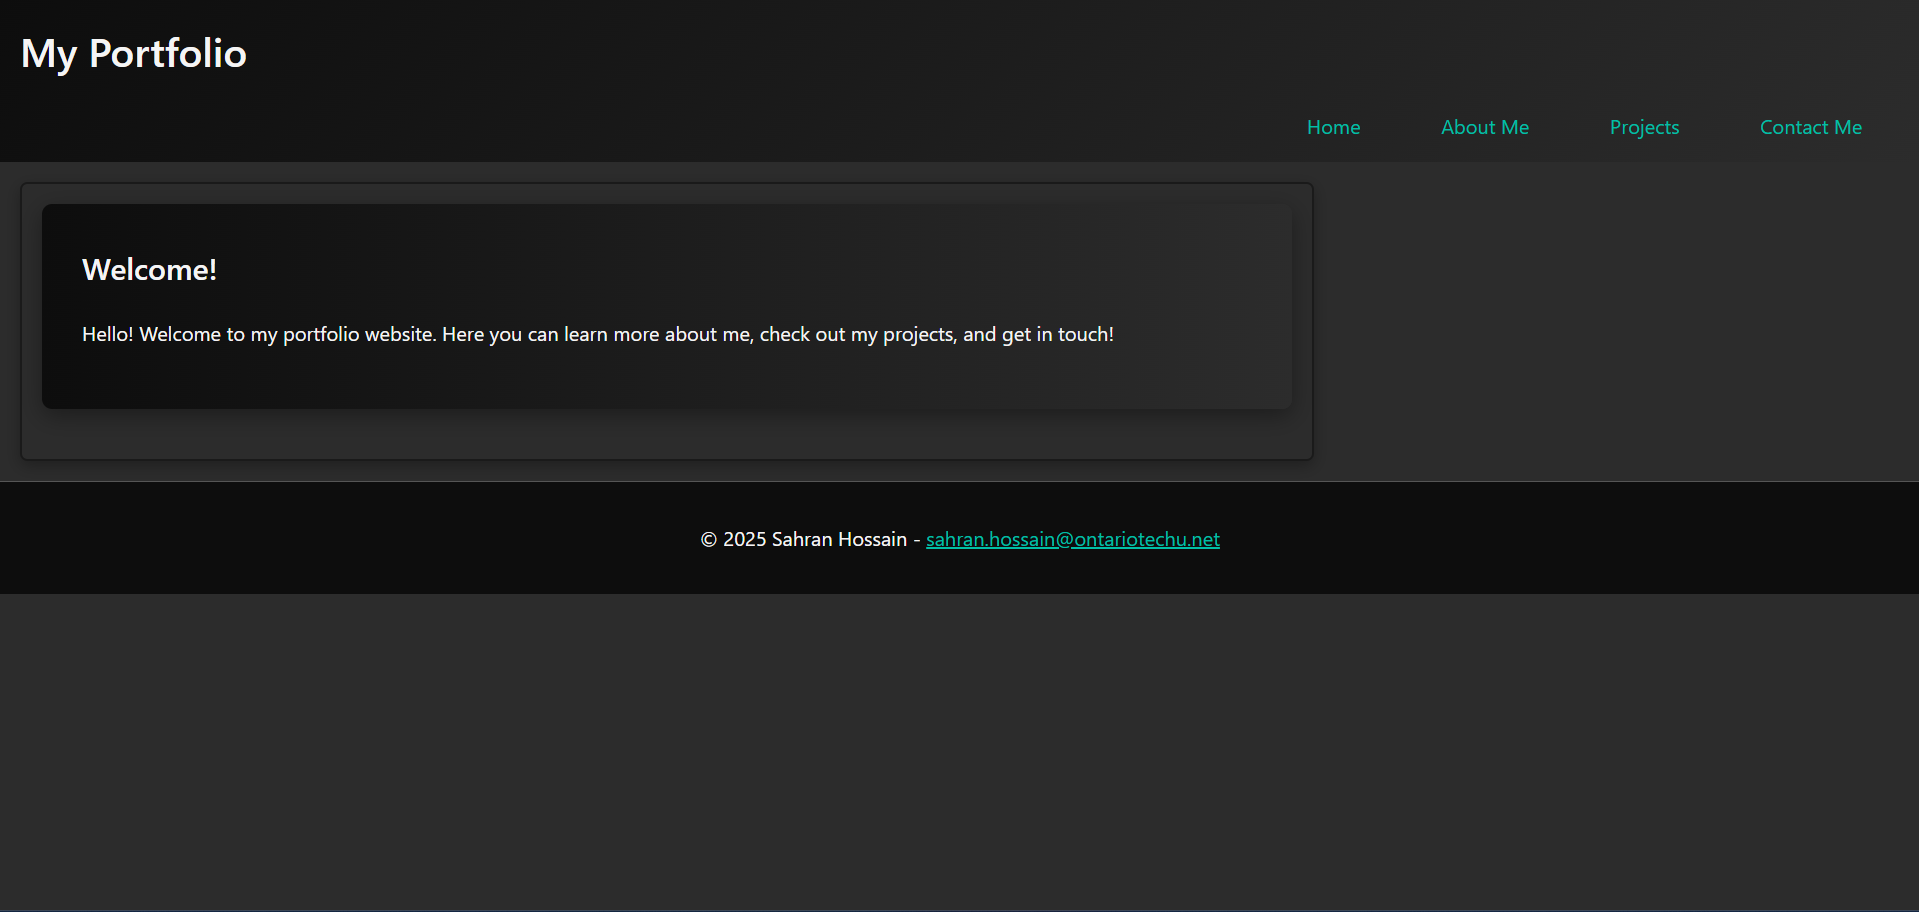 My Portfolio
Home About Me Projects Contact Me
Welcome!
Hello! Welcome to my portfolio website. Here you can learn more about me, check out my projects, and get in touch!
© 2025 Sahran Hossain - sahran.hossain@ontariotechu.net